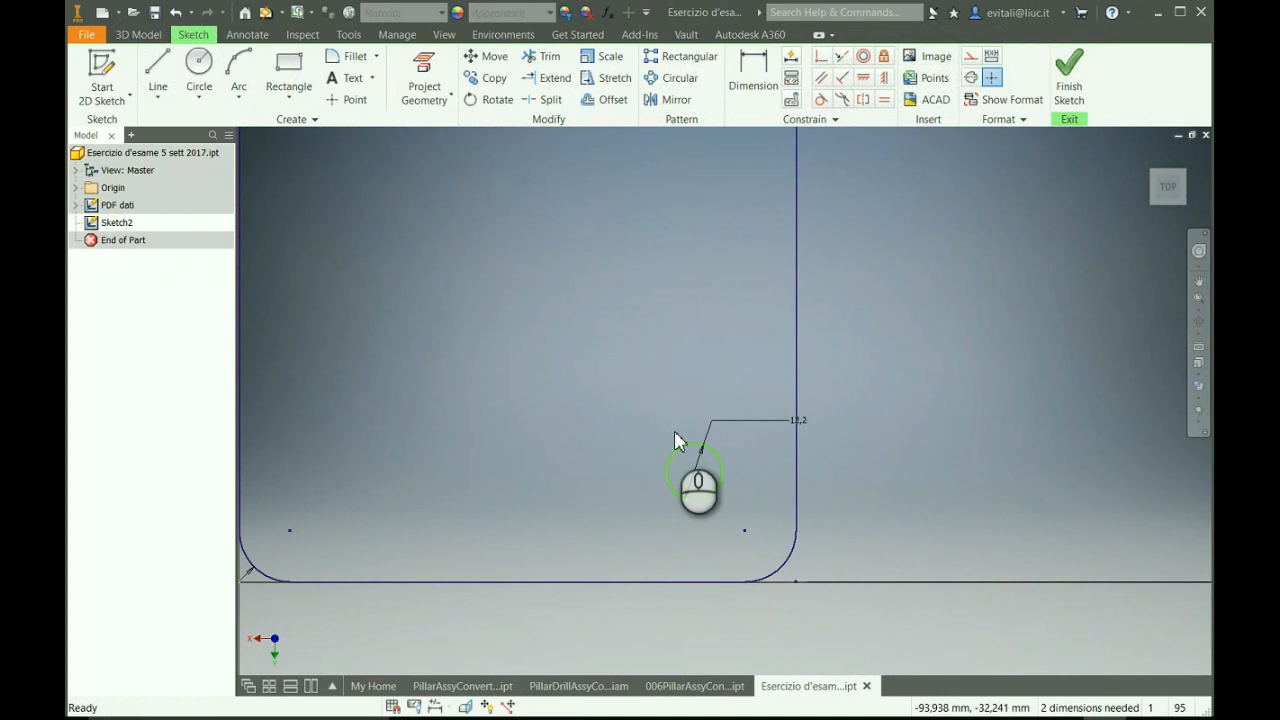 Material
Appearance
Esercizio d'esa...
Search Help & Commands...
evitali@liuc.it
File
3D Model
Sketch
Annotate
Inspect
Tools
Manage
View
Environments
Get Started
Add-Ins
Vault
Autodesk A360
Start
2D Sketch
Line
Circle
Arc
Rectangle
Fillet
Text
Point
Project
Geometry
Move
Copy
Rotate
Trim
Extend
Split
Scale
Stretch
Offset
Rectangular
Circular
Mirror
Dimension
Image
Points
ACAD
Show Format
Finish
Sketch
Sketch
Create
Modify
Pattern
Constrain
Insert
Format
Exit
Model
Esercizio d'esame 5 sett 2017.ipt
View: Master
Origin
PDF dati
Sketch2
End of Part
TOP
12,2
X
Y
My Home
PillarAssyConvert...ipt
PillarDrillAssyCo...iam
006PillarAssyCon...ipt
Esercizio d'esam...ipt
Ready
-93,938 mm, -32,241 mm
2 dimensions needed
1
95